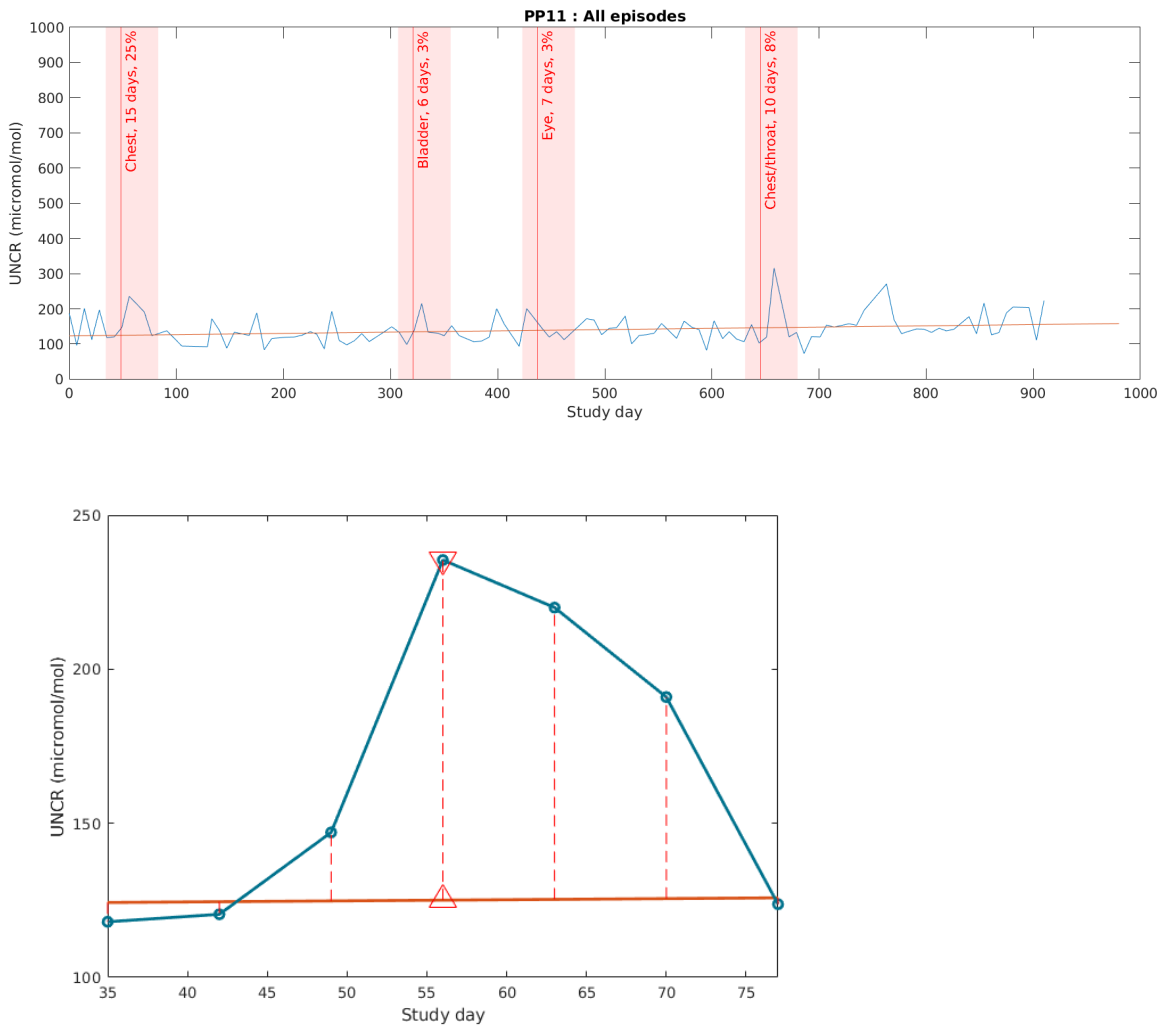 PP11 : All episodes
1000
900
800
700
600
500
400
300
200
100
0
UNCR (micromol/mol)
Chest, 15 days, 25%
Bladder, 6 days, 3%
Eye, 7 days, 3%
Chest/throat, 10 days, 8%
0 100 200 300 400 500 600 700 800 900 1000
Study day
250
200
150
100
UNCR (micromol/mol)
35 40 45 50 55 60 65 70 75
Study day